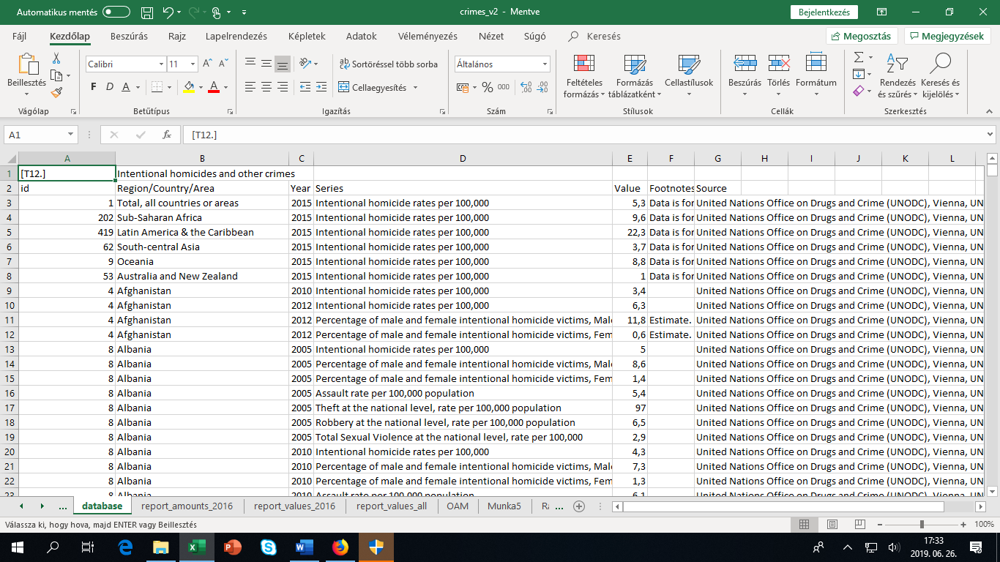 Automatikus mentés
crimes_v2 - Mentve
Bejelentkezés
Fájl Kezdőlap Beszúrás Rajz Lapelrendezés Képletek Adatok Véleményezés Nézet Súgó Keresés Megosztás Megjegyzések
Beillesztés
Calibri 11
F D A A
Sortöréssel több sorba
Cellaegyesítés
Általános
% 000
Feltételes formázás
Formázás táblázatként
Cellastílusok
Beszúrás Törlés Formátum
Rendezés és szűrés
Keresés és kijelölés
Vágólap Betűtípus Igazítás Szám Stílusok Cellák Szerkesztés
A1 fx [T12.]
A B C D E F G H I J K L
1 [T12.] Intentional homicides and other crimes
2 id Region/Country/Area Year Series Value Footnotes Source
3 1 Total, all countries or areas 2015 Intentional homicide rates per 100,000 5,3 Data is for United Nations Office on Drugs and Crime (UNODC), Vienna, UN
4 202 Sub-Saharan Africa 2015 Intentional homicide rates per 100,000 9,6 Data is for United Nations Office on Drugs and Crime (UNODC), Vienna, UN
5 419 Latin America & the Caribbean 2015 Intentional homicide rates per 100,000 22,3 Data is for United Nations Office on Drugs and Crime (UNODC), Vienna, UN
6 62 South-central Asia 2015 Intentional homicide rates per 100,000 3,7 Data is for United Nations Office on Drugs and Crime (UNODC), Vienna, UN
7 9 Oceania 2015 Intentional homicide rates per 100,000 8,8 Data is for United Nations Office on Drugs and Crime (UNODC), Vienna, UN
8 53 Australia and New Zealand 2015 Intentional homicide rates per 100,000 1 Data is for United Nations Office on Drugs and Crime (UNODC), Vienna, UN
9 4 Afghanistan 2010 Intentional homicide rates per 100,000 3,4 United Nations Office on Drugs and Crime (UNODC), Vienna, UN
10 4 Afghanistan 2012 Intentional homicide rates per 100,000 6,3 United Nations Office on Drugs and Crime (UNODC), Vienna, UN
11 4 Afghanistan 2012 Percentage of male and female intentional homicide victims, Male 11,8 Estimate. United Nations Office on Drugs and Crime (UNODC), Vienna, UN
12 4 Afghanistan 2012 Percentage of male and female intentional homicide victims, Fem 0,6 Estimate. United Nations Office on Drugs and Crime (UNODC), Vienna, UN
13 8 Albania 2005 Intentional homicide rates per 100,000 5 United Nations Office on Drugs and Crime (UNODC), Vienna, UN
14 8 Albania 2005 Percentage of male and female intentional homicide victims, Male 8,6 United Nations Office on Drugs and Crime (UNODC), Vienna, UN
15 8 Albania 2005 Percentage of male and female intentional homicide victims, Fem 1,4 United Nations Office on Drugs and Crime (UNODC), Vienna, UN
16 8 Albania 2005 Assault rate per 100,000 population 5,4 United Nations Office on Drugs and Crime (UNODC), Vienna, UN
17 8 Albania 2005 Theft at the national level, rate per 100,000 population 97 United Nations Office on Drugs and Crime (UNODC), Vienna, UN
18 8 Albania 2005 Robbery at the national level, rate per 100,000 population 6,5 United Nations Office on Drugs and Crime (UNODC), Vienna, UN
19 8 Albania 2005 Total Sexual Violence at the national level, rate per 100,000 2,9 United Nations Office on Drugs and Crime (UNODC), Vienna, UN
20 8 Albania 2010 Intentional homicide rates per 100,000 4,3 United Nations Office on Drugs and Crime (UNODC), Vienna, UN
21 8 Albania 2010 Percentage of male and female intentional homicide victims, Male 7,3 United Nations Office on Drugs and Crime (UNODC), Vienna, UN
22 8 Albania 2010 Percentage of male and female intentional homicide victims, Fem 1,3 United Nations Office on Drugs and Crime (UNODC), Vienna, UN
23 8 Albania 2010 Assault rate per 100,000 population 6,1 United Nations Office on Drugs and Crime (UNODC), Vienna, UN
... database report_amounts_2016 report_values_2016 report_values_all OAM Munka5 Ra ...
Válassza ki, hogy hova, majd ENTER vagy Beillesztés 100%
17:33
2019. 06. 26.